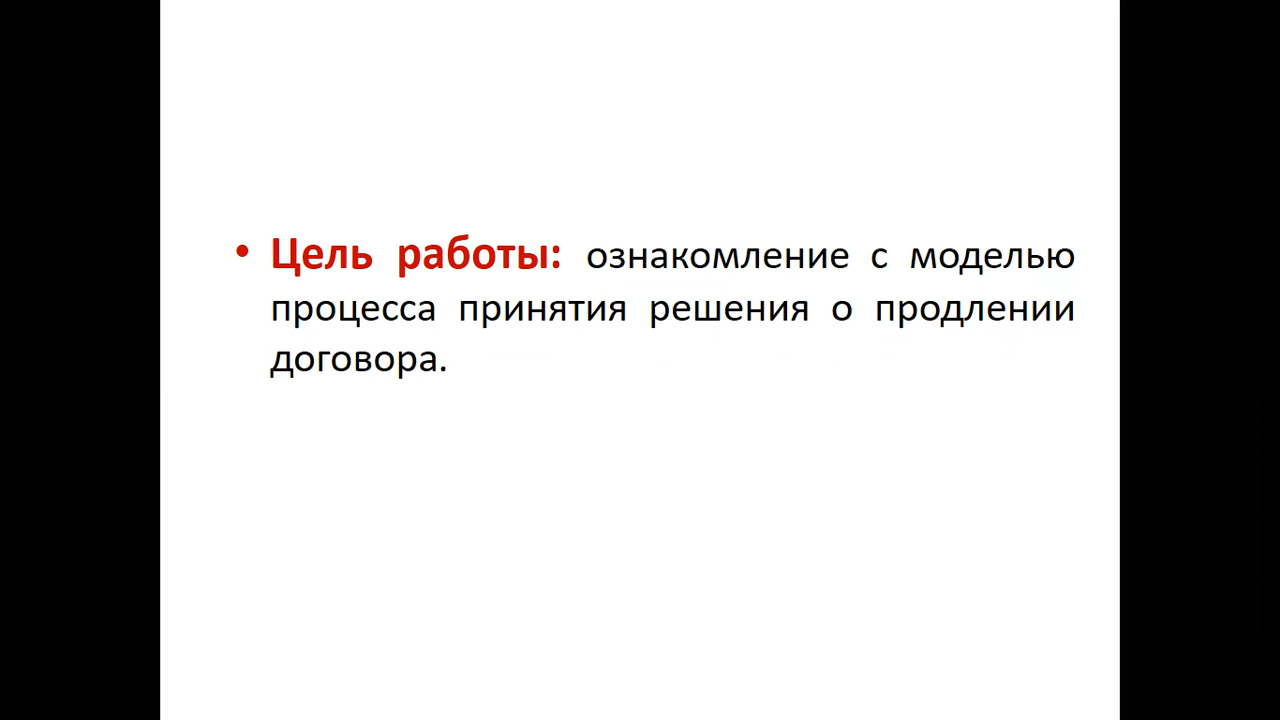 • Цель работы: ознакомление с моделью
процесса принятия решения о продлении
договора.